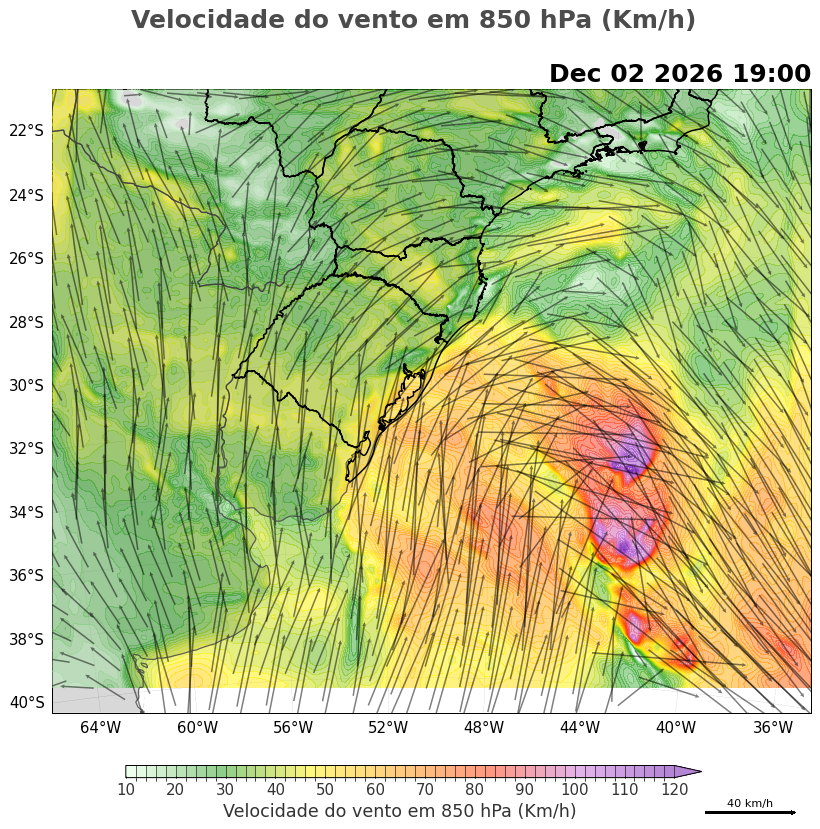 Velocidade do vento em 850 hPa (Km/h)
Dec 02 2026 19:00
22°S
24°S
26°S
28°S
30°S
32°S
34°S
36°S
38°S
40°S
64°W 60°W 56°W 52°W 48°W 44°W 40°W 36°W
10 20 30 40 50 60 70 80 90 100 110 120
Velocidade do vento em 850 hPa (Km/h)
40 km/h